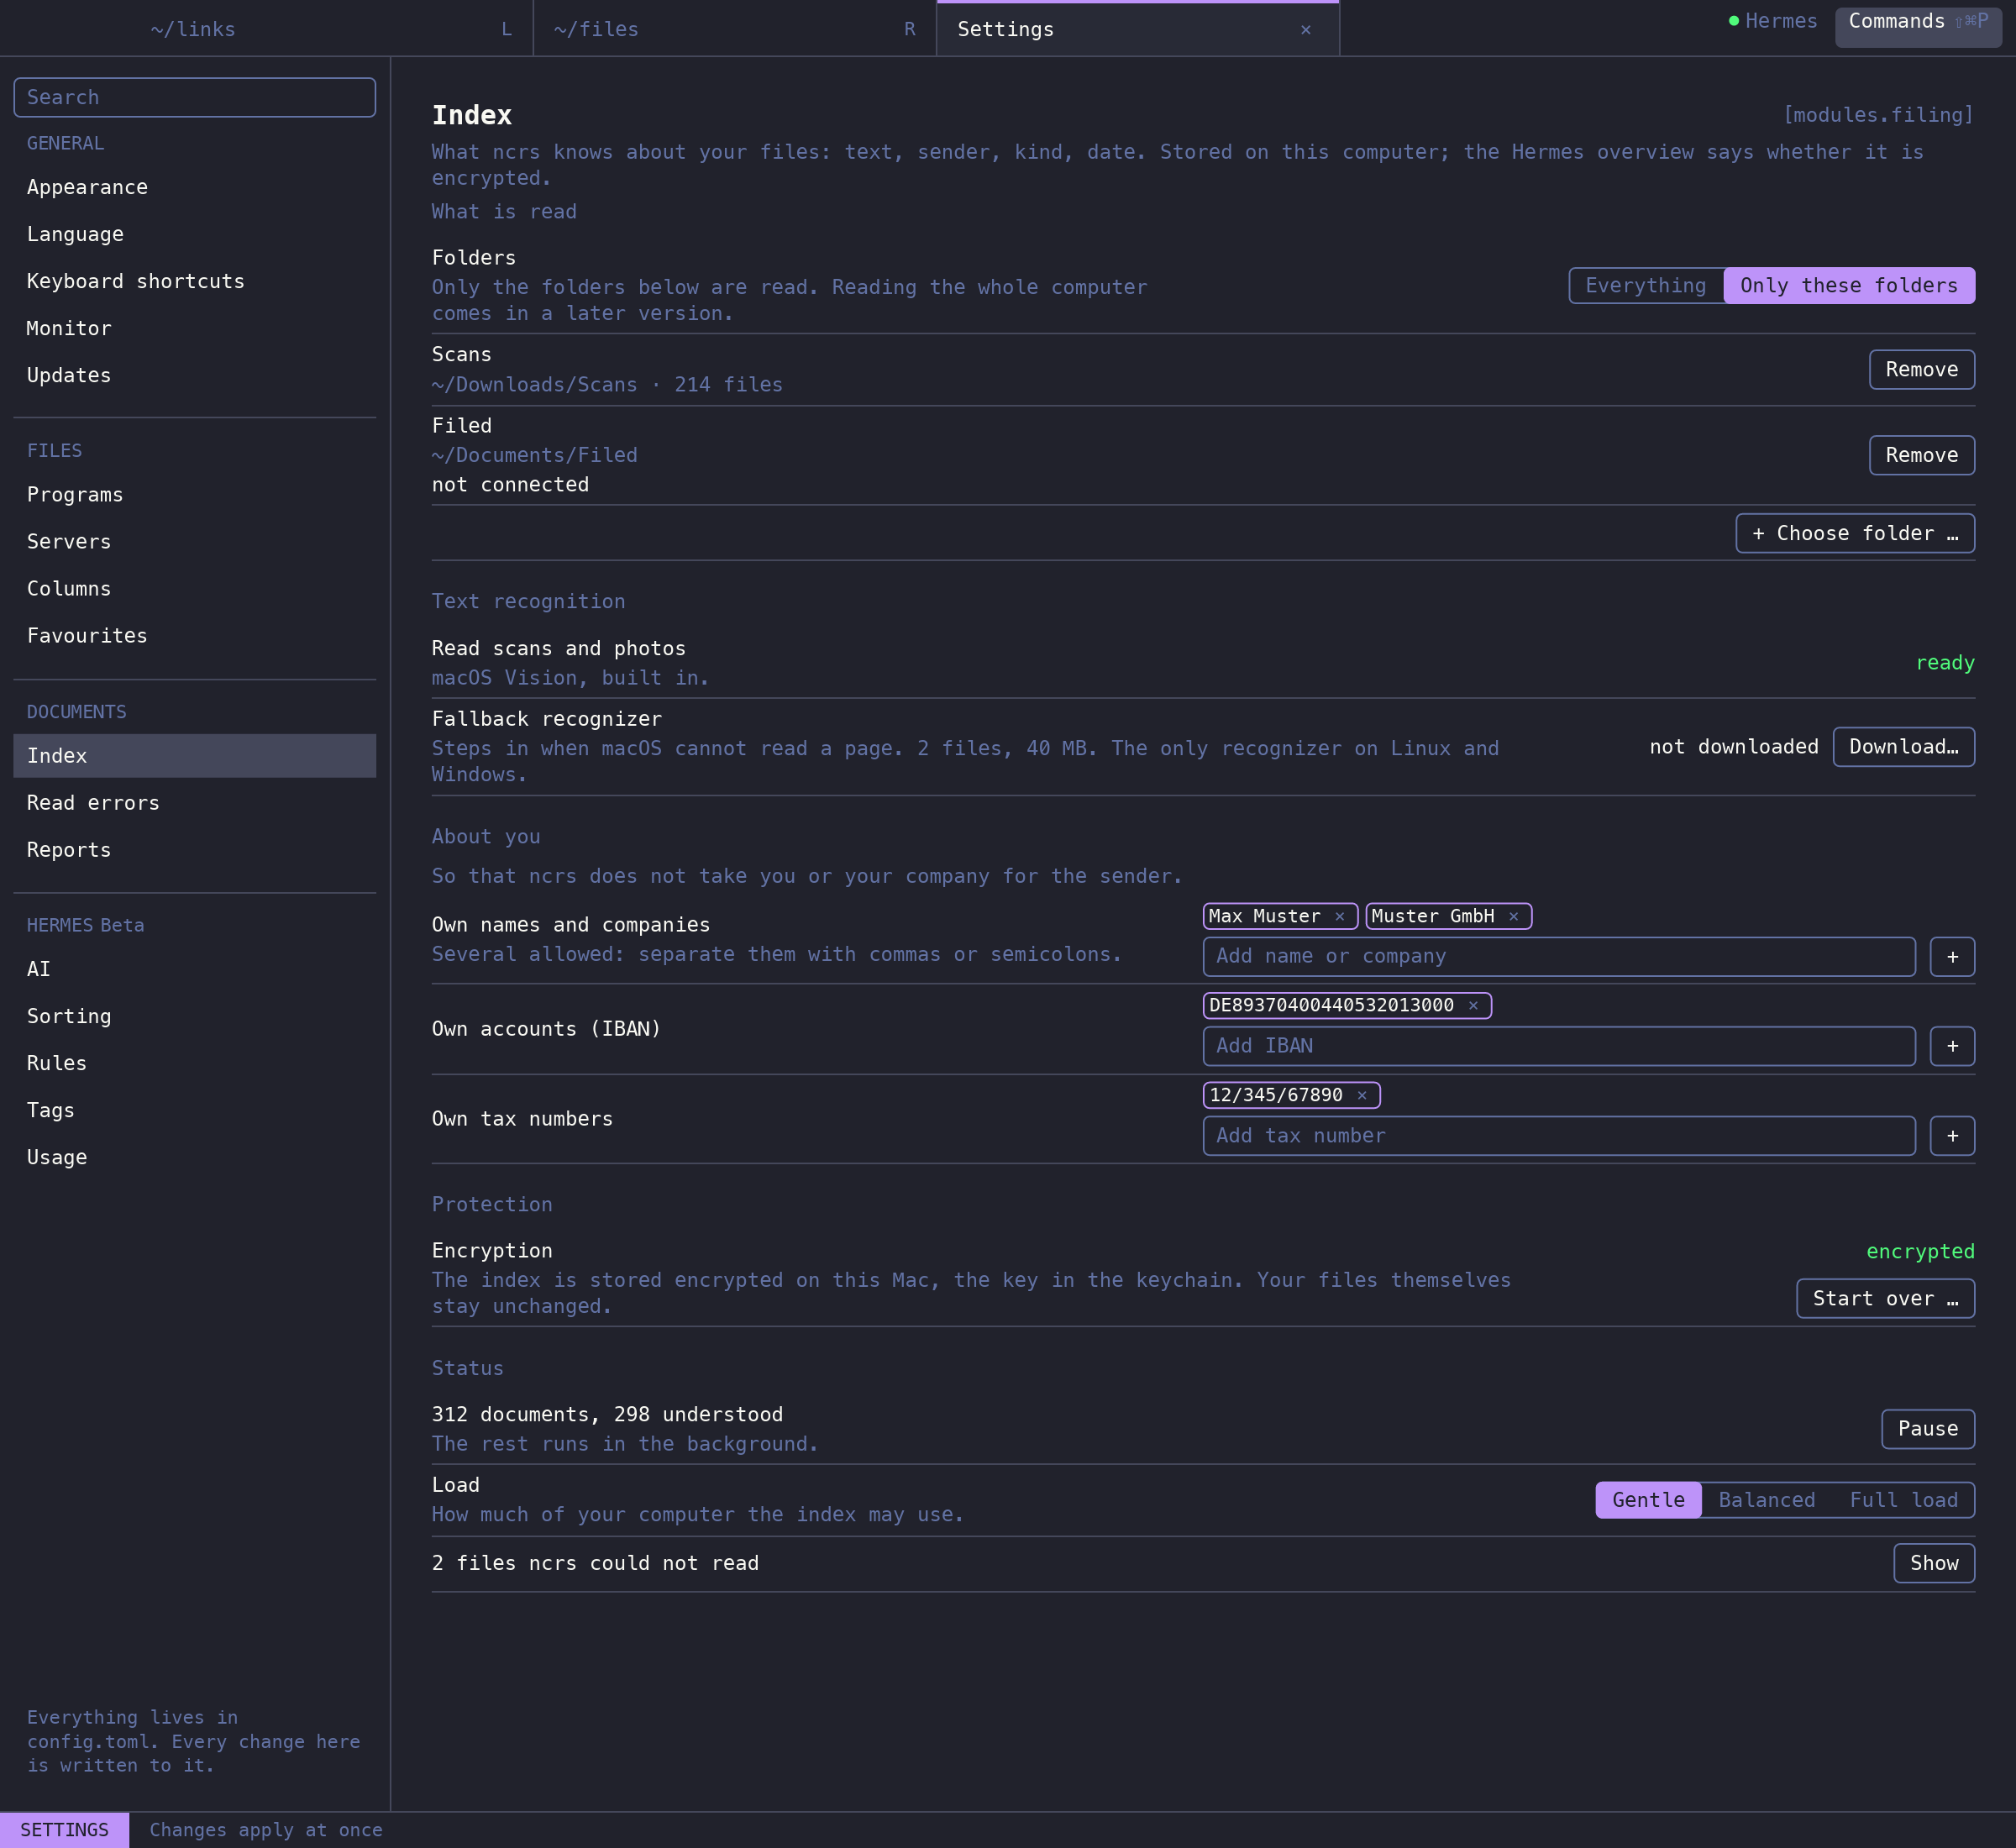 ~/links L ~/files R Settings × Hermes Commands ⇧⌘P
Search
GENERAL
Appearance
Language
Keyboard shortcuts
Monitor
Updates
FILES
Programs
Servers
Columns
Favourites
DOCUMENTS
Index
Read errors
Reports
HERMES Beta
AI
Sorting
Rules
Tags
Usage
Everything lives in
config.toml. Every change here
is written to it.
Index [modules.filing]
What ncrs knows about your files: text, sender, kind, date. Stored on this computer; the Hermes overview says whether it is
encrypted.
What is read
Folders
Only the folders below are read. Reading the whole computer
comes in a later version.
Everything Only these folders
Scans
~/Downloads/Scans · 214 files
Remove
Filed
~/Documents/Filed
not connected
Remove
+ Choose folder …
Text recognition
Read scans and photos
macOS Vision, built in.
ready
Fallback recognizer
Steps in when macOS cannot read a page. 2 files, 40 MB. The only recognizer on Linux and
Windows.
not downloaded Download…
About you
So that ncrs does not take you or your company for the sender.
Own names and companies
Several allowed: separate them with commas or semicolons.
Max Muster × Muster GmbH ×
Add name or company +
Own accounts (IBAN)
DE89370400440532013000 ×
Add IBAN +
Own tax numbers
12/345/67890 ×
Add tax number +
Protection
Encryption
The index is stored encrypted on this Mac, the key in the keychain. Your files themselves
stay unchanged.
encrypted
Start over …
Status
312 documents, 298 understood
The rest runs in the background.
Pause
Load
How much of your computer the index may use.
Gentle Balanced Full load
2 files ncrs could not read Show
SETTINGS Changes apply at once